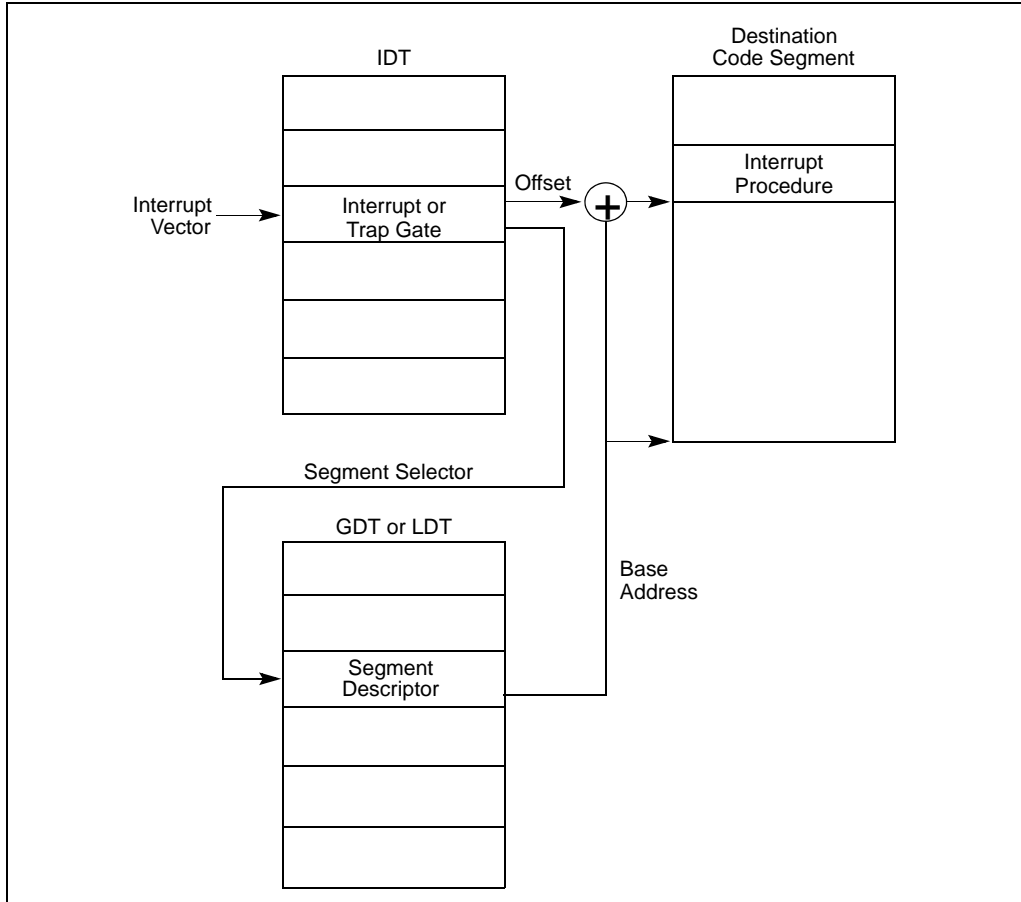 IDT
Destination
Code Segment
Interrupt
Vector
Interrupt or
Trap Gate
Offset
+
Interrupt
Procedure
Segment Selector
GDT or LDT
Base
Address
Segment
Descriptor